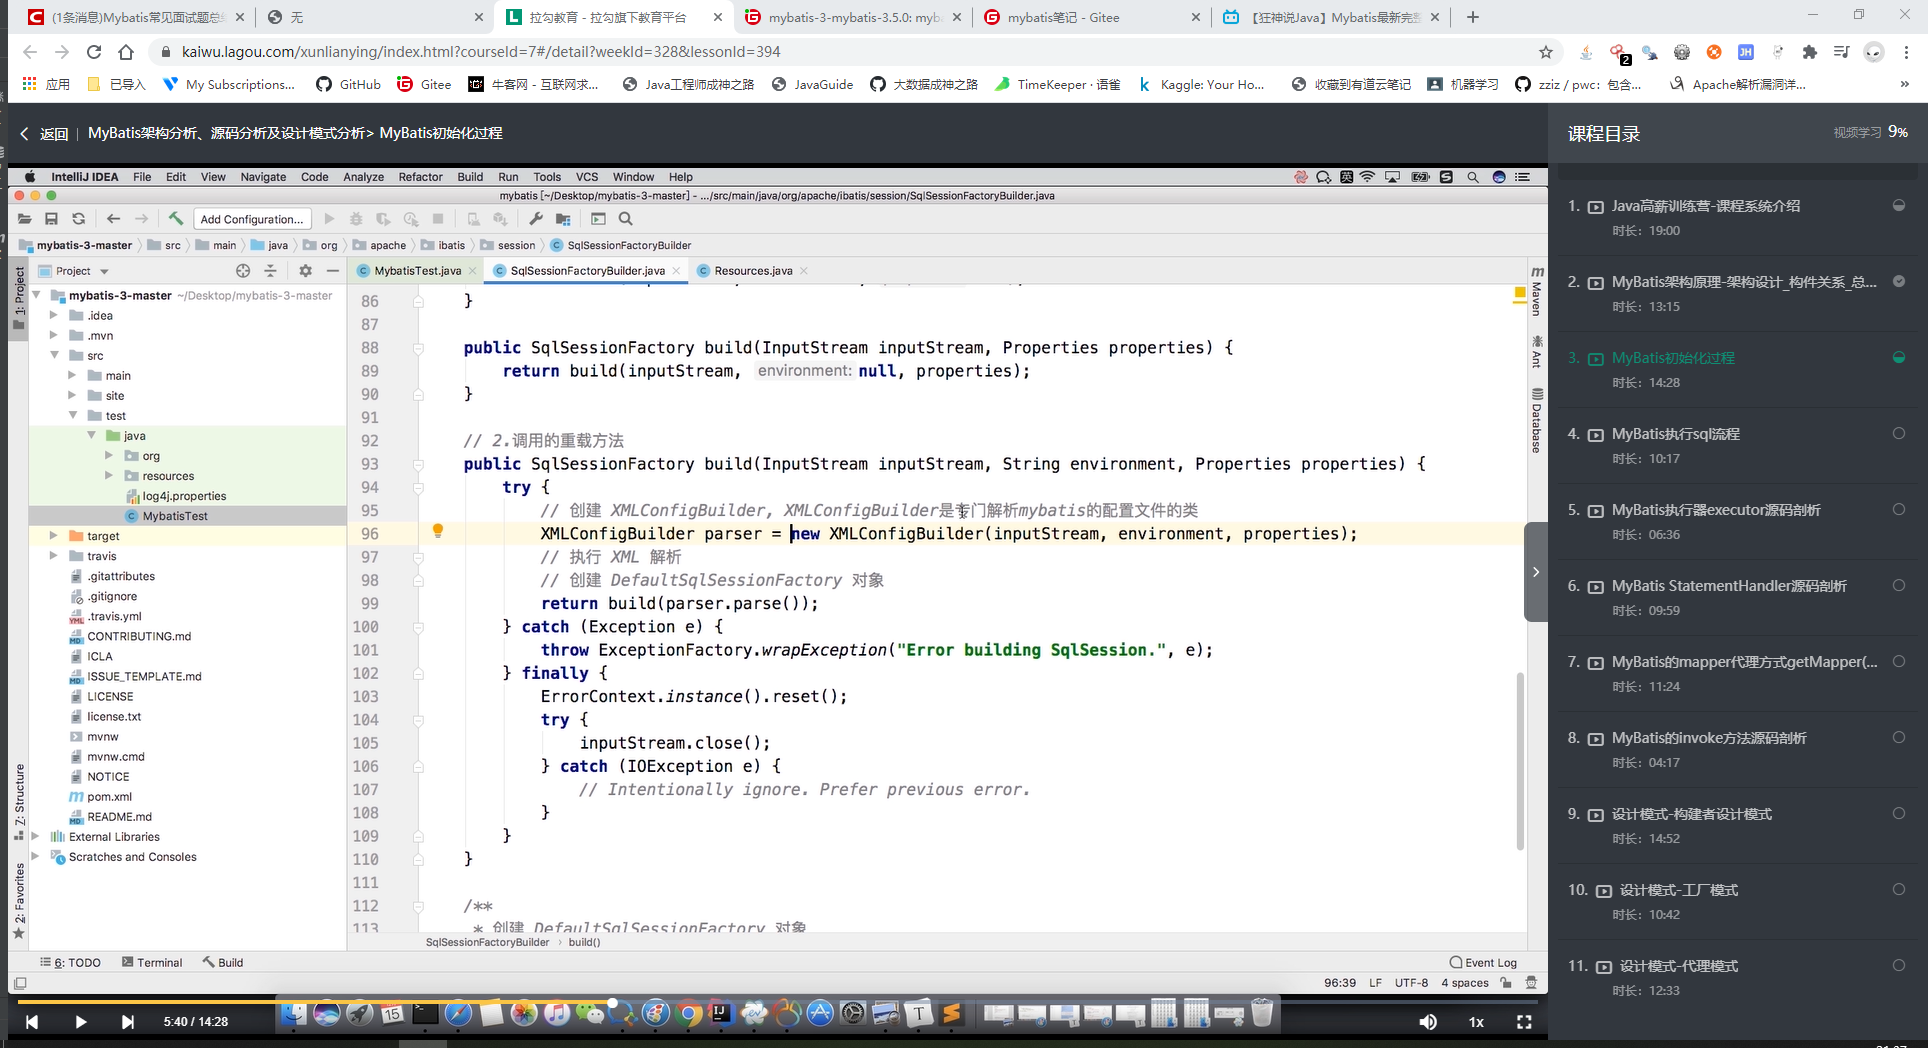 (1条消息)Mybatis常见面试题总结
无
拉勾教育 - 拉勾旗下教育平台
mybatis-3-mybatis-3.5.0: myba
mybatis笔记 - Gitee
【狂神说Java】Mybatis最新完整
kaiwu.lagou.com/xunlianying/index.html?courseId=7#/detail?weekId=328&lessonId=394
2
应用
已导入
My Subscriptions...
GitHub
Gitee
牛客网 - 互联网求...
Java工程师成神之路
JavaGuide
大数据成神之路
TimeKeeper · 语雀
Kaggle: Your Ho...
收藏到有道云笔记
机器学习
zziz / pwc: 包含...
Apache解析漏洞详...
返回 | MyBatis架构分析、源码分析及设计模式分析> MyBatis初始化过程
IntelliJ IDEA File Edit View Navigate Code Analyze Refactor Build Run Tools VCS Window Help
mybatis [~/Desktop/mybatis-3-master] - .../src/main/java/org/apache/ibatis/session/SqlSessionFactoryBuilder.java
Add Configuration...
mybatis-3-master src main java org apache ibatis session SqlSessionFactoryBuilder
Project
MybatisTest.java
SqlSessionFactoryBuilder.java
Resources.java
1: Project
Z: Structure
2: Favorites
mybatis-3-master ~/Desktop/mybatis-3-master
.idea
.mvn
src
main
site
test
java
org
resources
log4j.properties
MybatisTest
target
travis
.gitattributes
.gitignore
.travis.yml
CONTRIBUTING.md
ICLA
ISSUE_TEMPLATE.md
LICENSE
license.txt
mvnw
mvnw.cmd
NOTICE
pom.xml
README.md
External Libraries
Scratches and Consoles
86 }
87
88 public SqlSessionFactory build(InputStream inputStream, Properties properties) {
89 return build(inputStream, environment: null, properties);
90 }
91
92 // 2.调用的重载方法
93 public SqlSessionFactory build(InputStream inputStream, String environment, Properties properties) {
94 try {
95 // 创建 XMLConfigBuilder, XMLConfigBuilder是专门解析mybatis的配置文件的类
96 XMLConfigBuilder parser = new XMLConfigBuilder(inputStream, environment, properties);
97 // 执行 XML 解析
98 // 创建 DefaultSqlSessionFactory 对象
99 return build(parser.parse());
100 } catch (Exception e) {
101 throw ExceptionFactory.wrapException("Error building SqlSession.", e);
102 } finally {
103 ErrorContext.instance().reset();
104 try {
105 inputStream.close();
106 } catch (IOException e) {
107 // Intentionally ignore. Prefer previous error.
108 }
109 }
110 }
111
112 /**
113 * 创建 DefaultSqlSessionFactory 对象
SqlSessionFactoryBuilder › build()
Maven
Ant
Database
6: TODO
Terminal
Build
Event Log
96:39 LF UTF-8 4 spaces
5:40 / 14:28
1x
课程目录
视频学习 9%
1. Java高薪训练营-课程系统介绍
时长：19:00
2. MyBatis架构原理-架构设计_构件关系_总...
时长：13:15
3. MyBatis初始化过程
时长：14:28
4. MyBatis执行sql流程
时长：10:17
5. MyBatis执行器executor源码剖析
时长：06:36
6. MyBatis StatementHandler源码剖析
时长：09:59
7. MyBatis的mapper代理方式getMapper(...
时长：11:24
8. MyBatis的invoke方法源码剖析
时长：04:17
9. 设计模式-构建者设计模式
时长：14:52
10. 设计模式-工厂模式
时长：10:42
11. 设计模式-代理模式
时长：12:33